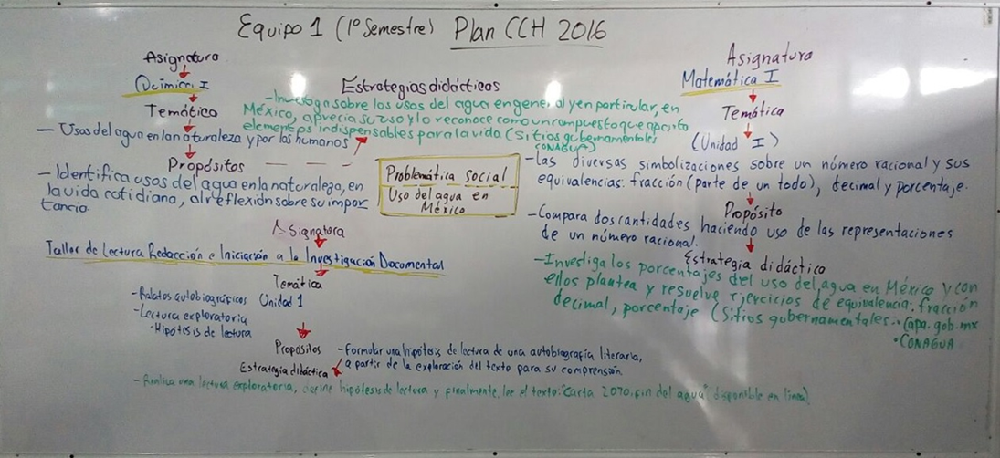 Equipo 1 (1º Semestre) Plan CCH 2016
Asignatura
Química I
Temática
— Usos del agua en la naturaleza y por los humanos
Propósitos
- Identifica usos del agua en la naturaleza, en
la vida cotidiana, al reflexión sobre su impor
tancia.
Estrategias didácticas
- Investiga sobre los usos del agua en general y en particular, en
México, aprecia su uso y lo reconoce como un compuesto que aporta
elementos indispensables para la vida (Sitios gubernamentales
CONAGUA)
Problemática social
Uso del agua en
México
Asignatura
Taller de Lectura Redacción e Iniciación a la Investigación Documental
Temática
Unidad 1
- Relatos autobiográficos
- Lectura exploratoria
· Hipótesis de lectura
Propósitos
- Formular una hipótesis de lectura de una autobiografía literaria,
a partir de la exploración del texto para su comprensión
Estrategia didáctica
- Realiza una lectura exploratoria, define hipótesis de lectura y finalmente, lee el texto: "Carta 2070, fin del agua" disponible en línea)
Asignatura
Matemática I
Temática
(Unidad I)
- Las diversas simbolizaciones sobre un número racional y sus
equivalencias: fracción (parte de un todo), decimal y porcentaje.
Propósito
- Compara dos cantidades haciendo uso de las representaciones
de un número racional.
Estrategia didáctica
- Investiga los porcentajes del uso del agua en México y con
ellos plantea y resuelve ejercicios de equivalencia: fracción
decimal, porcentaje (Sitios gubernamentales: · Capa.gob.mx
· CONAGUA